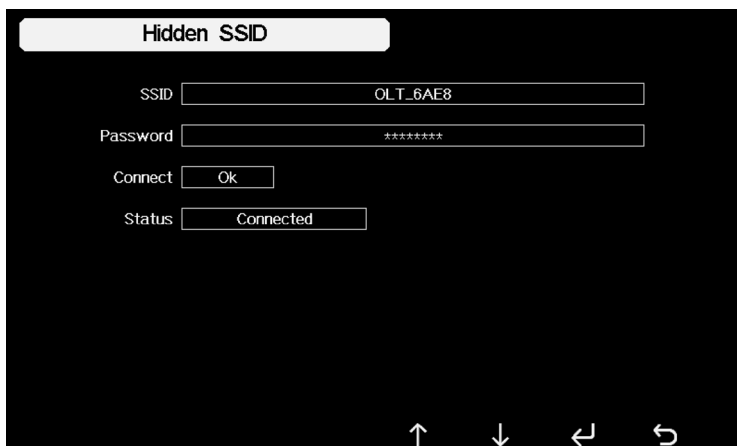 Hidden SSID
SSID OLT_6AE8
Password ********
Connect Ok
Status Connected